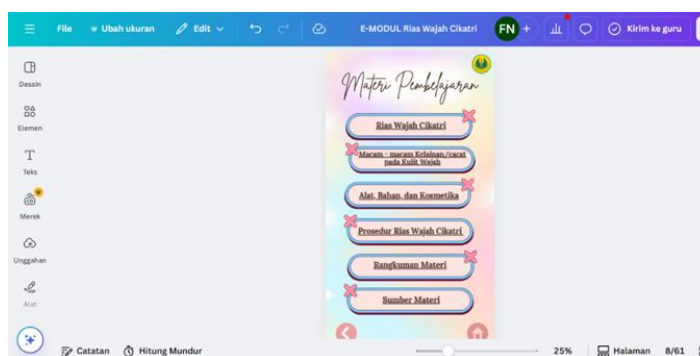 File
Ubah ukuran
Edit
E-MODUL Rias Wajah Cikatri
FN
+
Kirim ke guru
Desain
Elemen
Teks
Merek
Unggahan
Alat
Materi Pembelajaran
Rias Wajah Cikatri
Macam - macam Kelainan/cacat
pada Kulit Wajah
Alat, Bahan, dan Kosmetika
Prosedur Rias Wajah Cikatri
Rangkuman Materi
Sumber Materi
Catatan
Hitung Mundur
25%
Halaman
8/61